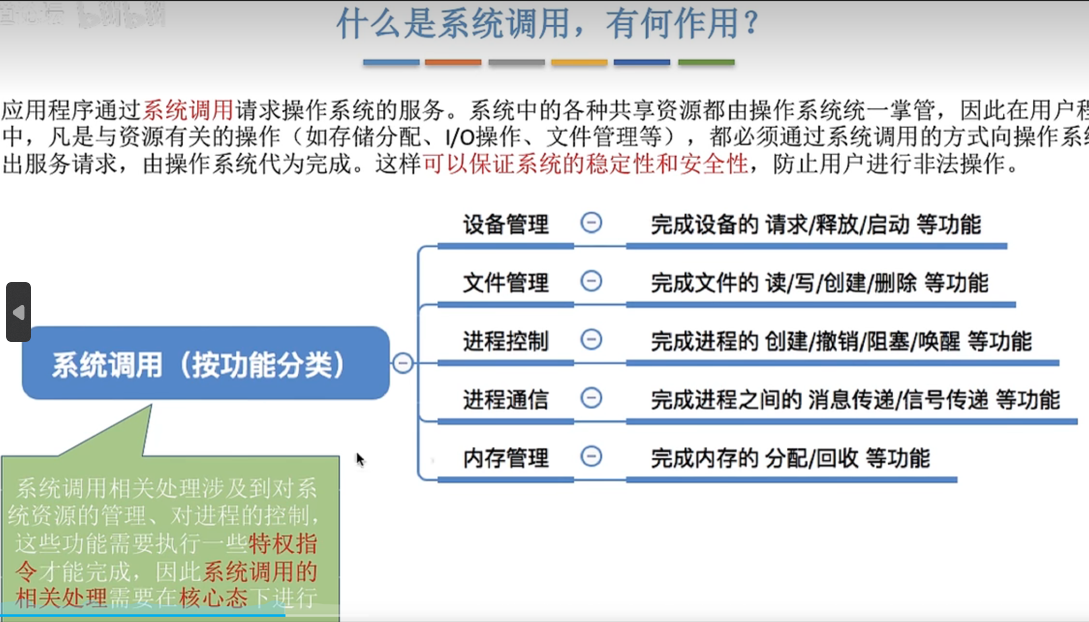 什么是系统调用，有何作用？
应用程序通过系统调用请求操作系统的服务。系统中的各种共享资源都由操作系统统一掌管，因此在用户程
中，凡是与资源有关的操作（如存储分配、I/O操作、文件管理等），都必须通过系统调用的方式向操作系统
出服务请求，由操作系统代为完成。这样可以保证系统的稳定性和安全性，防止用户进行非法操作。
设备管理 完成设备的 请求/释放/启动 等功能
文件管理 完成文件的 读/写/创建/删除 等功能
进程控制 完成进程的 创建/撤销/阻塞/唤醒 等功能
系统调用（按功能分类）
进程通信 完成进程之间的 消息传递/信号传递 等功能
内存管理 完成内存的 分配/回收 等功能
系统调用相关处理涉及到对系
统资源的管理、对进程的控制，
这些功能需要执行一些特权指
令才能完成，因此系统调用的
相关处理需要在核心态下进行